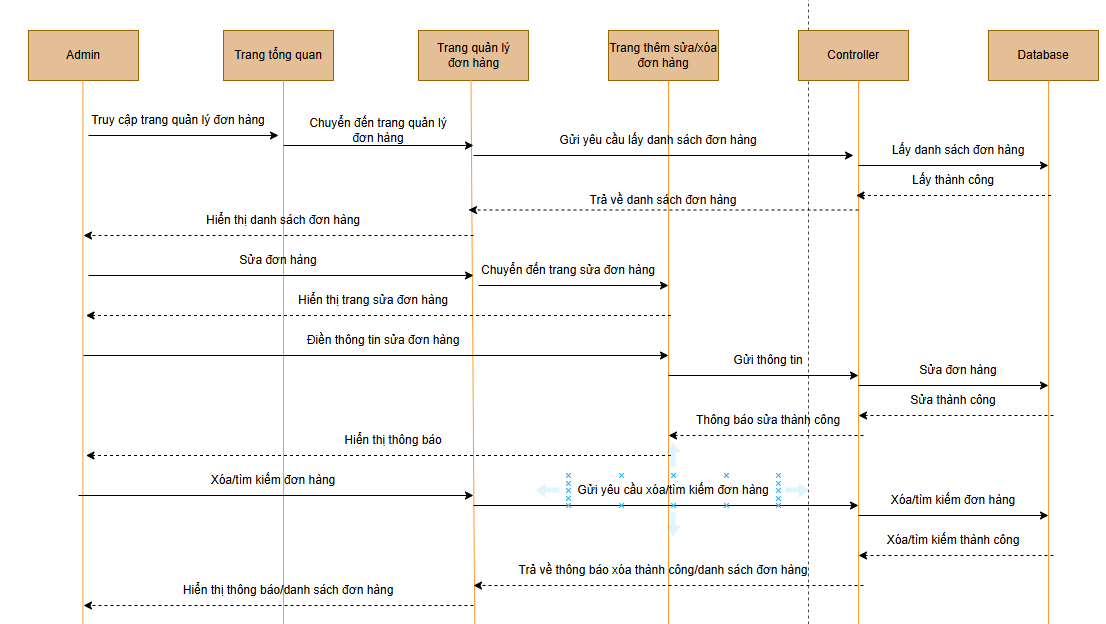 Admin
Trang tổng quan
Trang quản lý
đơn hàng
Trang thêm sửa/xóa
đơn hàng
Controller
Database
Truy cập trang quản lý đơn hàng
Chuyển đến trang quản lý
đơn hàng
Gửi yêu cầu lấy danh sách đơn hàng
Lấy danh sách đơn hàng
Lấy thành công
Trả về danh sách đơn hàng
Hiển thị danh sách đơn hàng
Sửa đơn hàng
Chuyển đến trang sửa đơn hàng
Hiển thị trang sửa đơn hàng
Điền thông tin sửa đơn hàng
Gửi thông tin
Sửa đơn hàng
Sửa thành công
Thông báo sửa thành công
Hiển thị thông báo
Xóa/tìm kiếm đơn hàng
Gửi yêu cầu xóa/tìm kiếm đơn hàng
Xóa/tìm kiếm đơn hàng
Xóa/tìm kiếm thành công
Trả về thông báo xóa thành công/danh sách đơn hàng
Hiển thị thông báo/danh sách đơn hàng